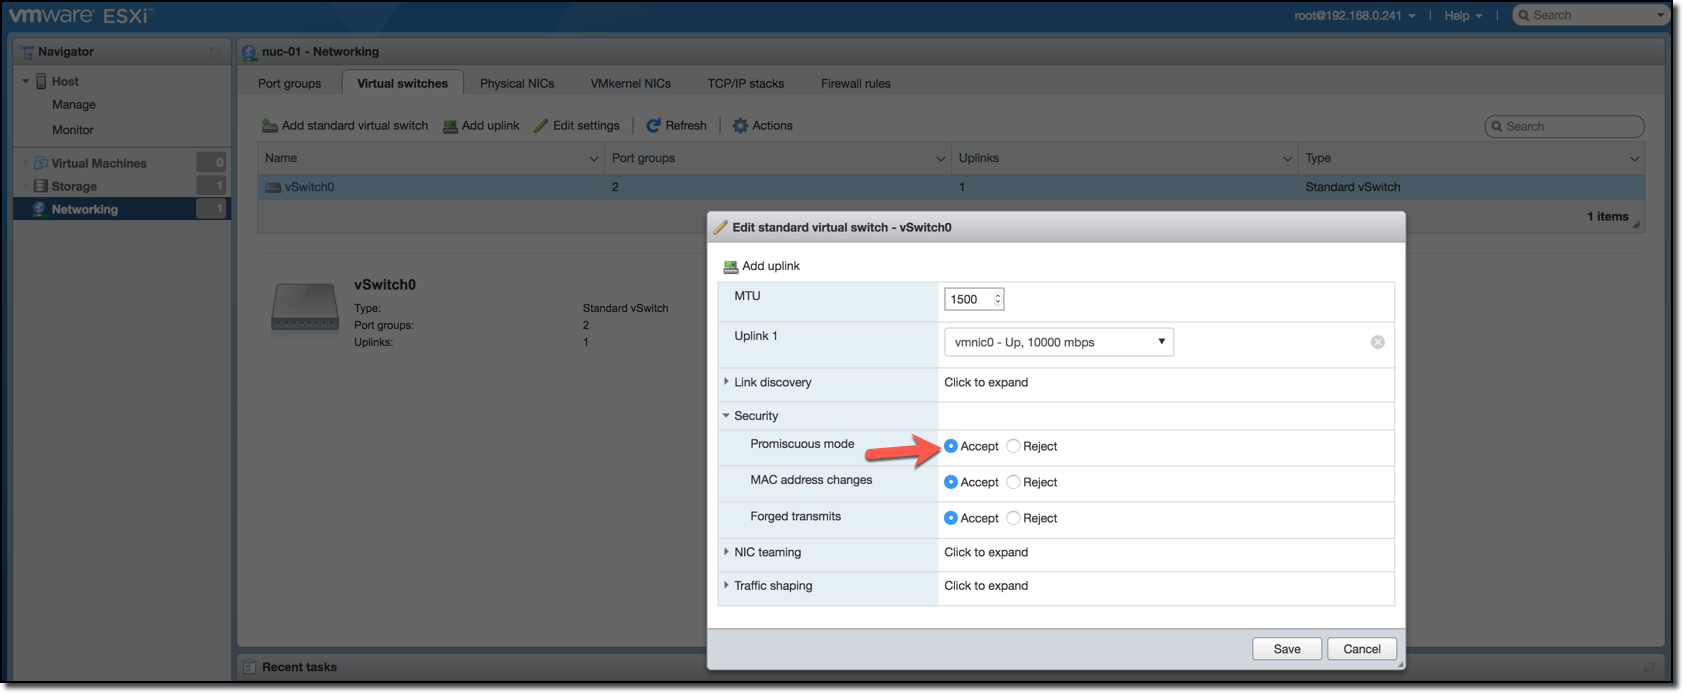 vmware® ESXi™
root@192.168.0.241 | Help | Search
Navigator
nuc-01 - Networking
Host
Manage
Monitor
Virtual Machines 0
Storage 1
Networking 1
Port groups Virtual switches Physical NICs VMkernel NICs TCP/IP stacks Firewall rules
Add standard virtual switch Add uplink Edit settings | Refresh | Actions Search
Name Port groups Uplinks Type
vSwitch0 2 1 Standard vSwitch
1 items
vSwitch0
Type: Standard vSwitch
Port groups: 2
Uplinks: 1
Edit standard virtual switch - vSwitch0
Add uplink
MTU 1500
Uplink 1 vmnic0 - Up, 10000 mbps
Link discovery Click to expand
Security
Promiscuous mode Accept Reject
MAC address changes Accept Reject
Forged transmits Accept Reject
NIC teaming Click to expand
Traffic shaping Click to expand
Save Cancel
Recent tasks